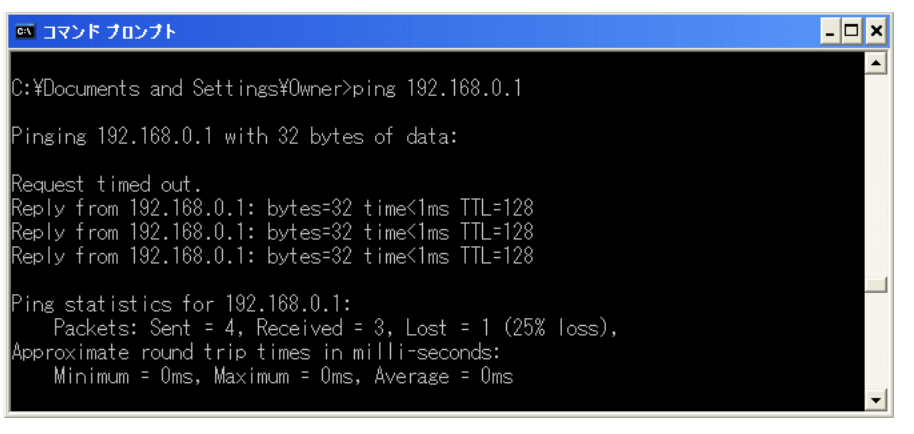 コマンド プロンプト
C:¥Documents and Settings¥Owner>ping 192.168.0.1
Pinging 192.168.0.1 with 32 bytes of data:
Request timed out.
Reply from 192.168.0.1: bytes=32 time<1ms TTL=128
Reply from 192.168.0.1: bytes=32 time<1ms TTL=128
Reply from 192.168.0.1: bytes=32 time<1ms TTL=128
Ping statistics for 192.168.0.1:
    Packets: Sent = 4, Received = 3, Lost = 1 (25% loss),
Approximate round trip times in milli-seconds:
    Minimum = 0ms, Maximum = 0ms, Average = 0ms